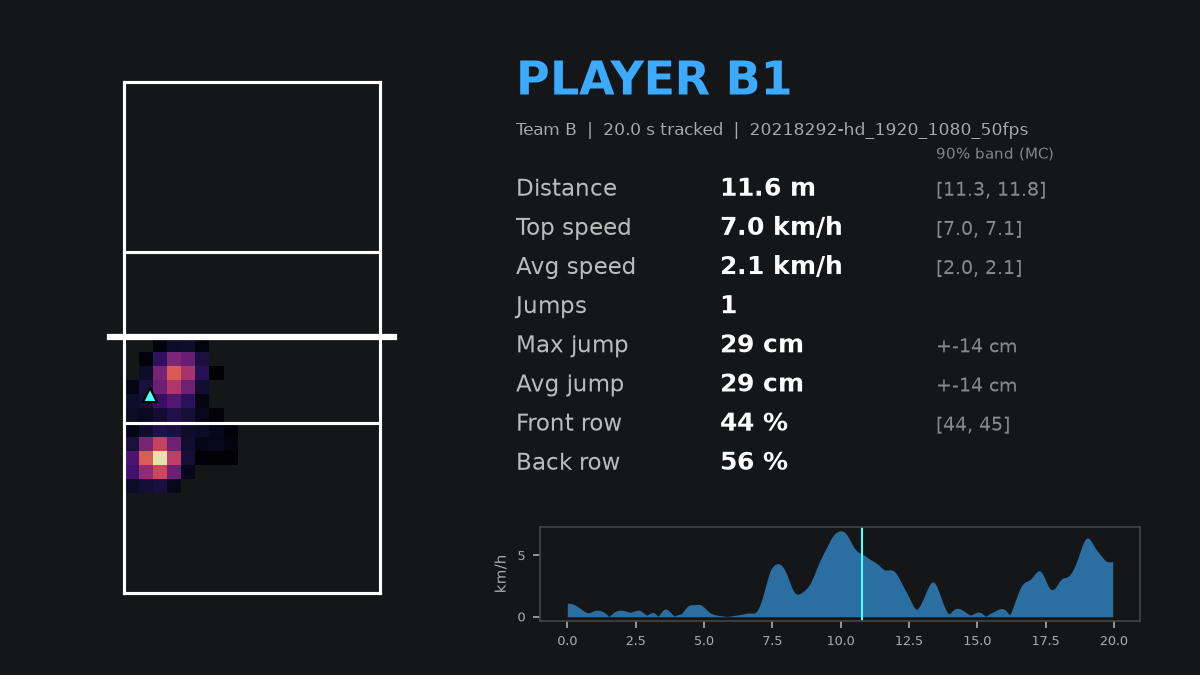 PLAYER B1
Team B | 20.0 s tracked | 20218292-hd_1920_1080_50fps
90% band (MC)
Distance 11.6 m [11.3, 11.8]
Top speed 7.0 km/h [7.0, 7.1]
Avg speed 2.1 km/h [2.0, 2.1]
Jumps 1
Max jump 29 cm +-14 cm
Avg jump 29 cm +-14 cm
Front row 44 % [44, 45]
Back row 56 %
km/h
5
0
0.0 2.5 5.0 7.5 10.0 12.5 15.0 17.5 20.0